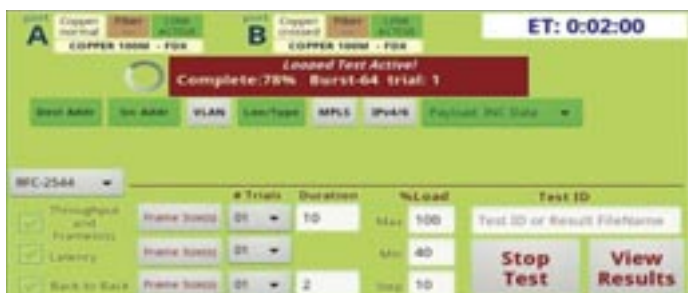 port Copper normal Fiber Link ACTIVE
A COPPER 100M - FDX
port Copper crossed Fiber Link ACTIVE
B COPPER 100M - FDX
ET: 0:02:00
Looped Test Active!
Complete:78% Burst-64 trial: 1
Dest Addr Src Addr VLAN Len/Type MPLS IPv4/6 Payload: INC Data
RFC-2544
# Trials Duration %Load Test ID
Throughput and Frame Size(s) 01 10 Max 100 Test ID or Result FileName
Latency Frame Size(s) 01 Min 40 Stop Test View Results
Back to Back Frame Size(s) 01 2 Step 10